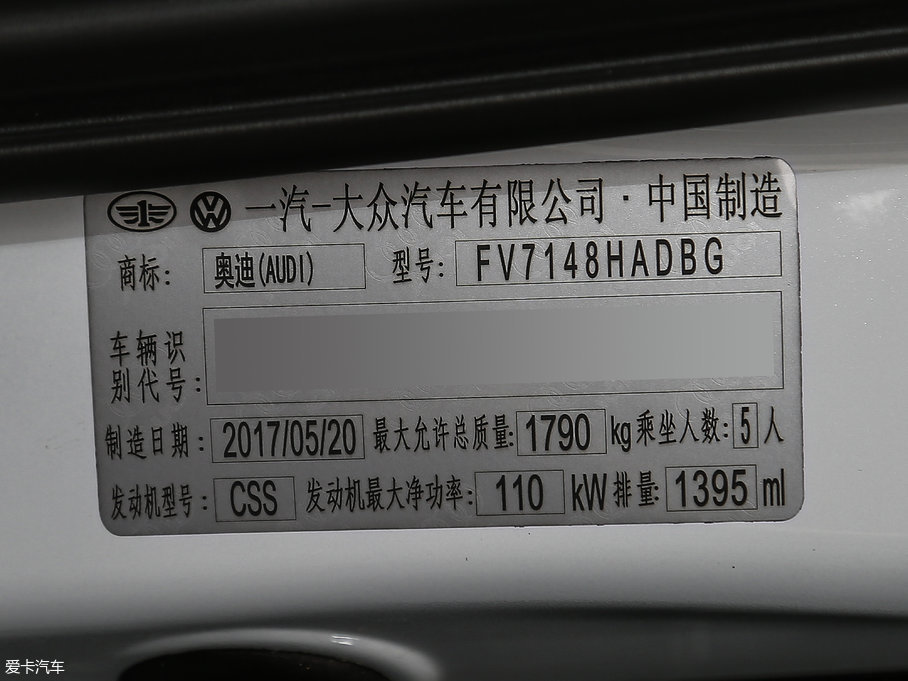 一汽-大众汽车有限公司·中国制造
商标: 奥迪(AUDI) 型号: FV7148HADBG
车辆识
别代号:
制造日期: 2017/05/20 最大允许总质量: 1790 kg 乘坐人数: 5 人
发动机型号: CSS 发动机最大净功率: 110 kW 排量: 1395 ml
爱卡汽车